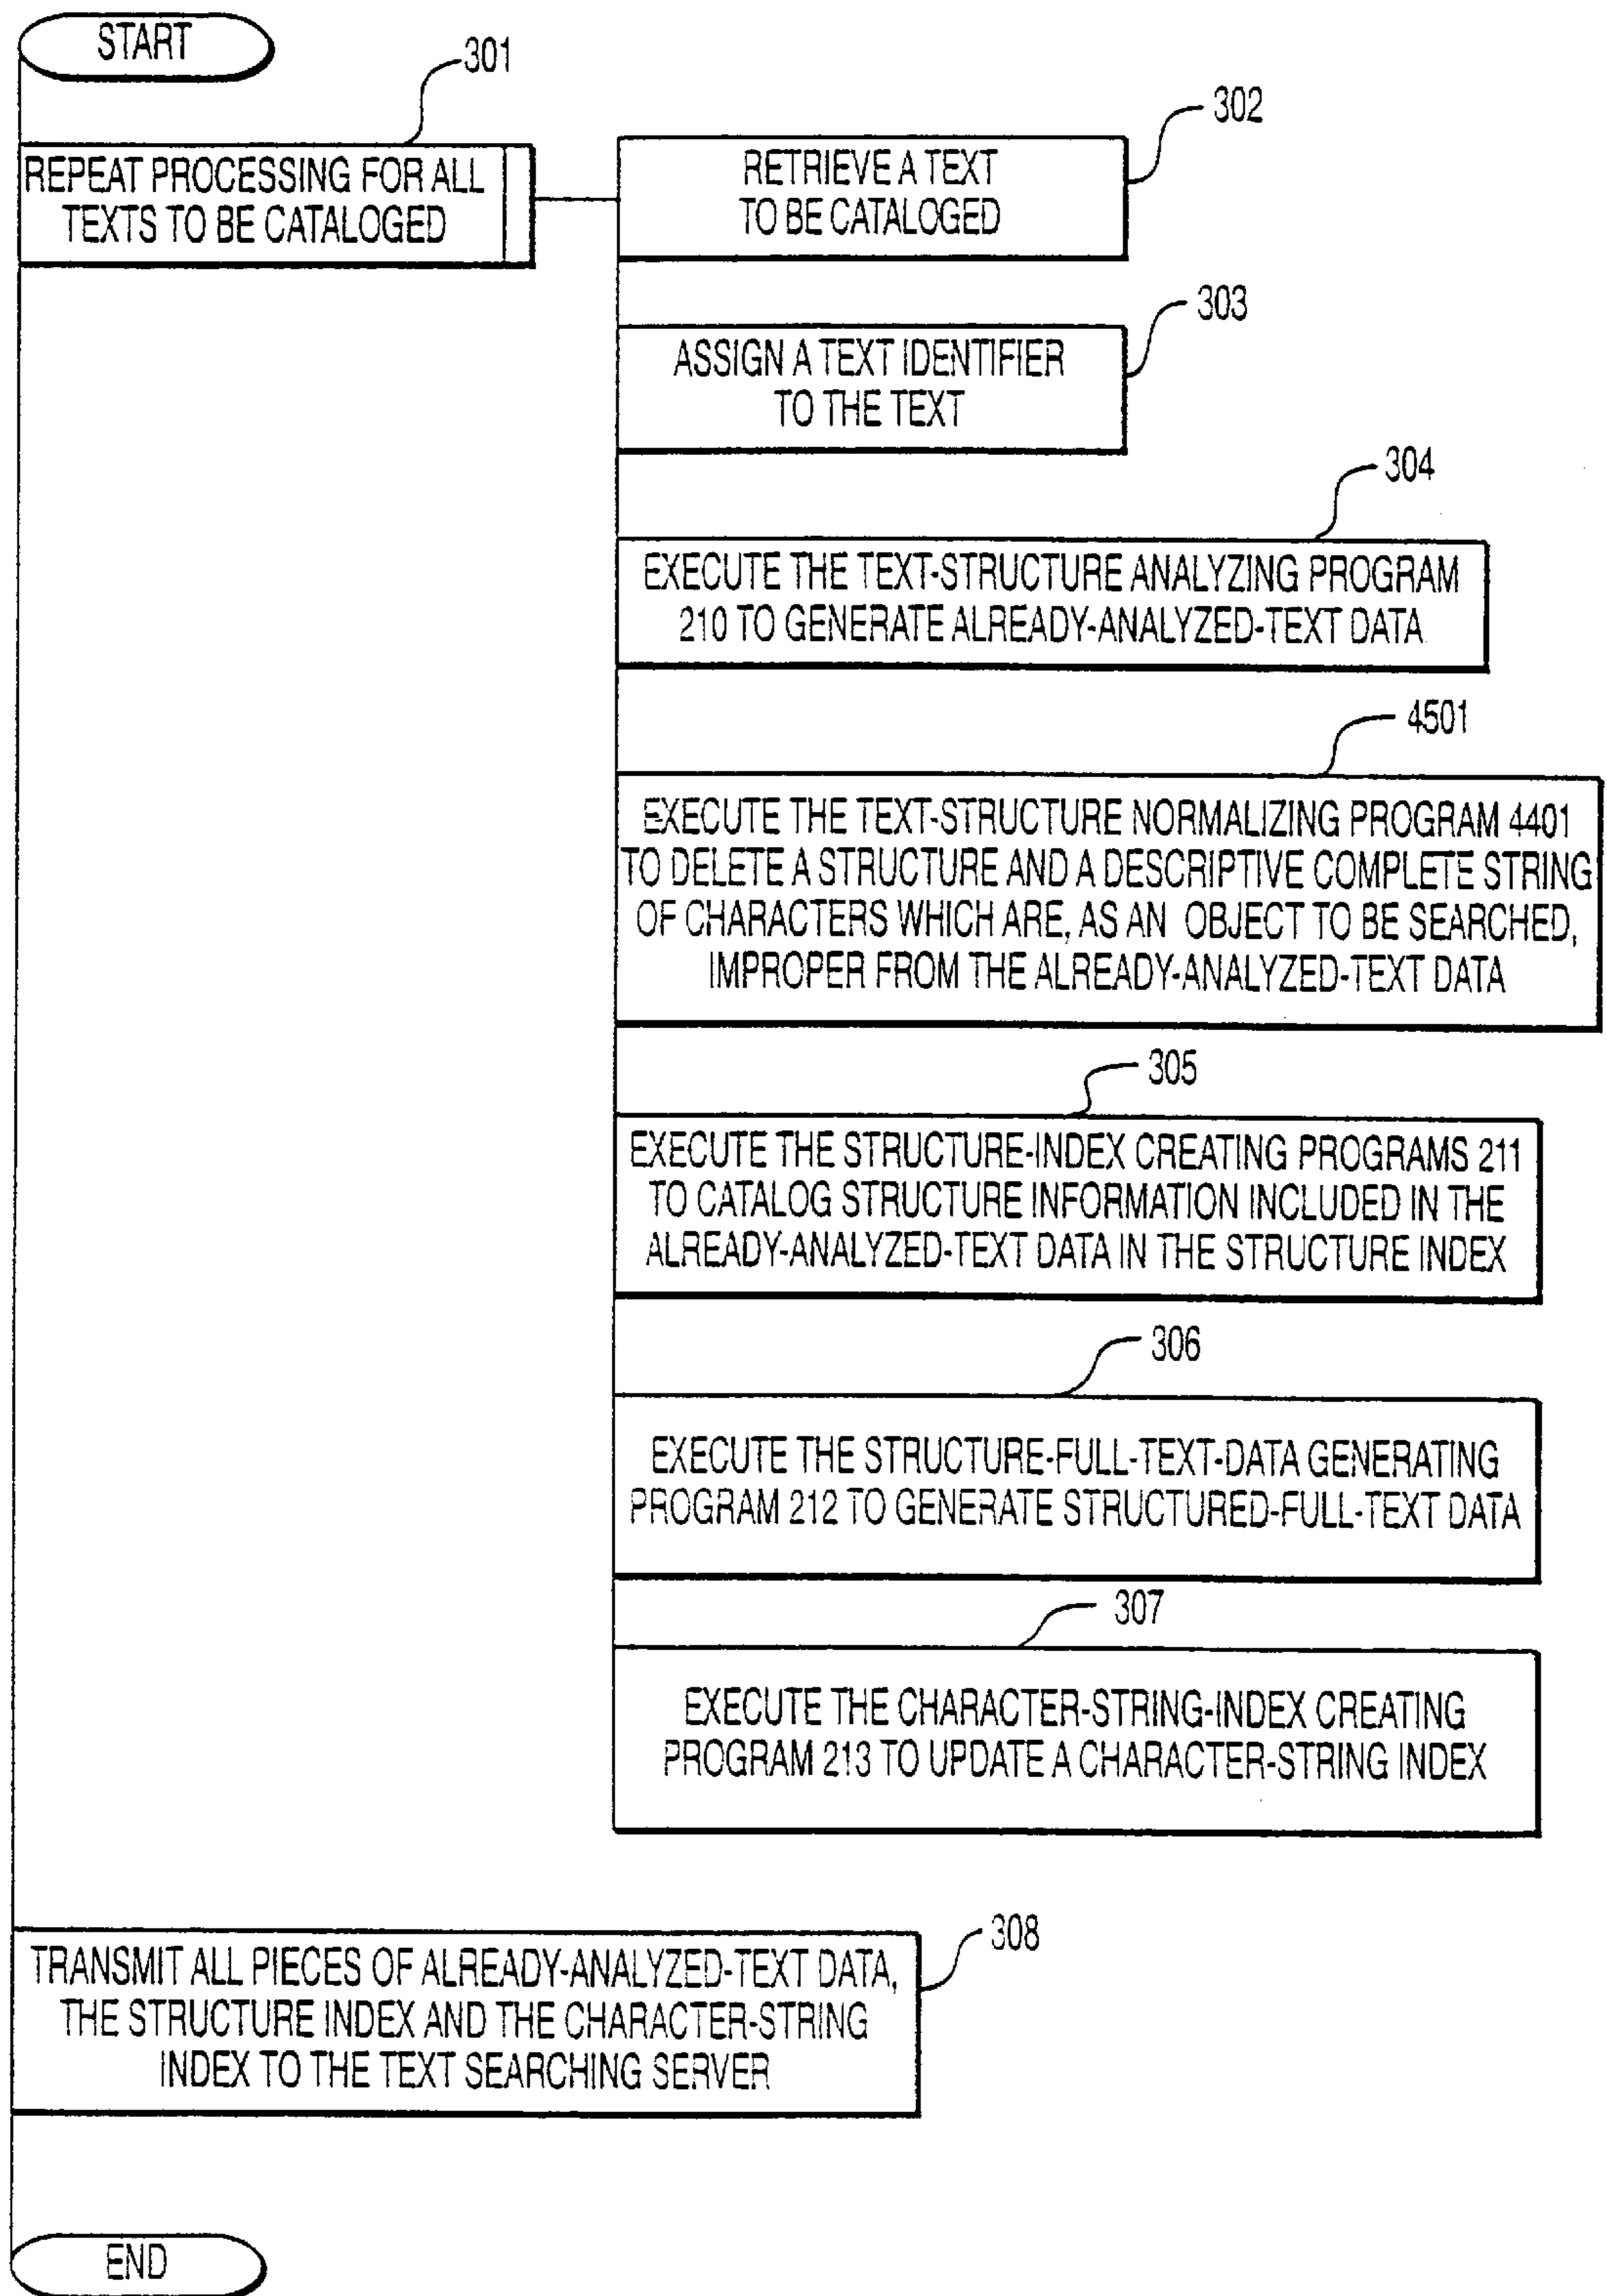 START
301
REPEAT PROCESSING FOR ALL
TEXTS TO BE CATALOGED
302
RETRIEVE A TEXT
TO BE CATALOGED
303
ASSIGN A TEXT IDENTIFIER
TO THE TEXT
304
EXECUTE THE TEXT-STRUCTURE ANALYZING PROGRAM
210 TO GENERATE ALREADY-ANALYZED-TEXT DATA
4501
EXECUTE THE TEXT-STRUCTURE NORMALIZING PROGRAM 4401
TO DELETE A STRUCTURE AND A DESCRIPTIVE COMPLETE STRING
OF CHARACTERS WHICH ARE, AS AN OBJECT TO BE SEARCHED,
IMPROPER FROM THE ALREADY-ANALYZED-TEXT DATA
305
EXECUTE THE STRUCTURE-INDEX CREATING PROGRAMS 211
TO CATALOG STRUCTURE INFORMATION INCLUDED IN THE
ALREADY-ANALYZED-TEXT DATA IN THE STRUCTURE INDEX
306
EXECUTE THE STRUCTURE-FULL-TEXT-DATA GENERATING
PROGRAM 212 TO GENERATE STRUCTURED-FULL-TEXT DATA
307
EXECUTE THE CHARACTER-STRING-INDEX CREATING
PROGRAM 213 TO UPDATE A CHARACTER-STRING INDEX
308
TRANSMIT ALL PIECES OF ALREADY-ANALYZED-TEXT DATA,
THE STRUCTURE INDEX AND THE CHARACTER-STRING
INDEX TO THE TEXT SEARCHING SERVER
END